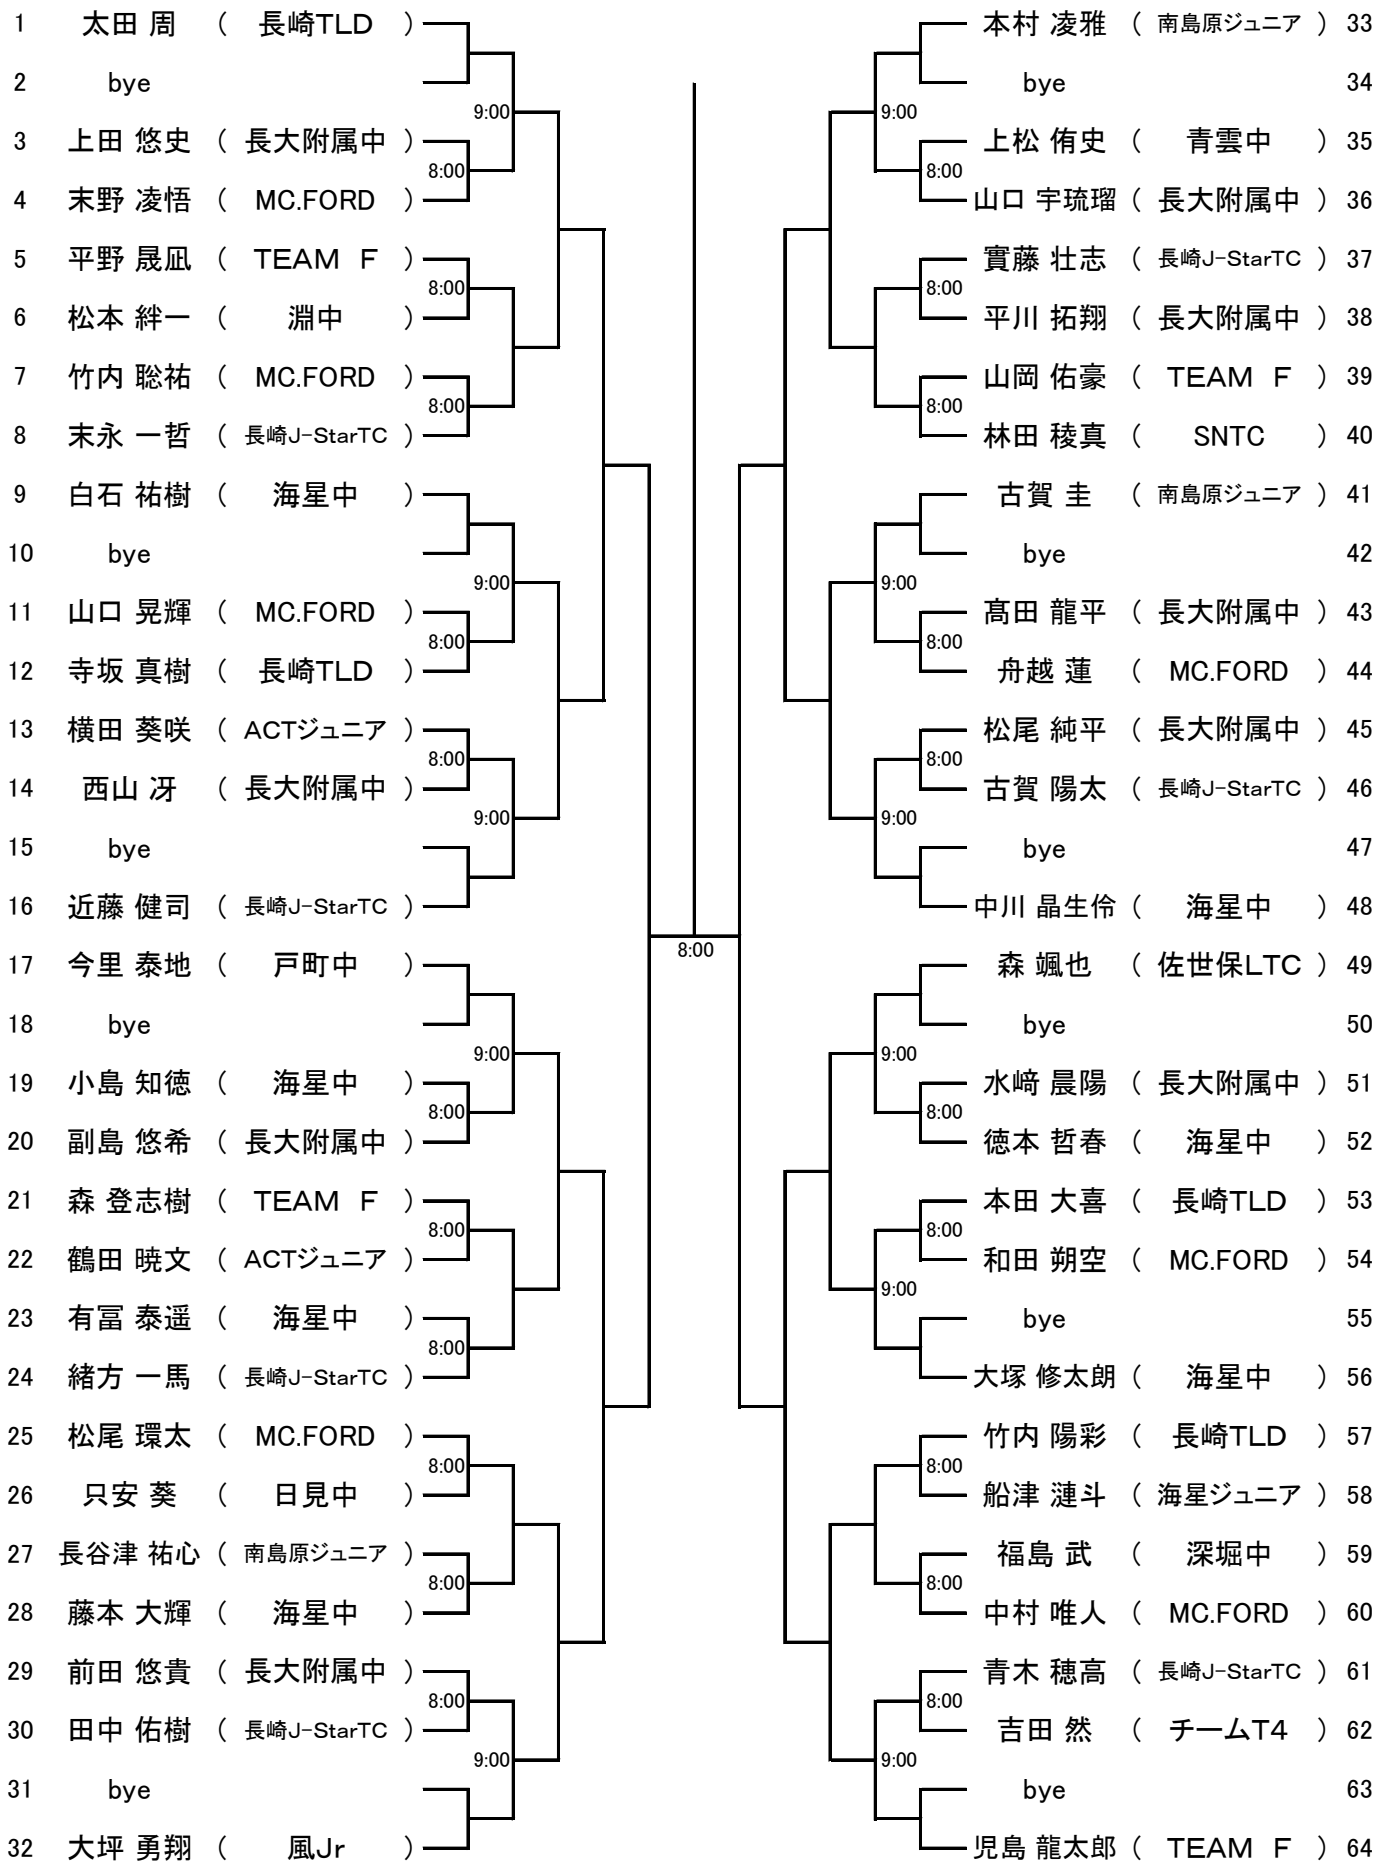 1 太田 周 ( 長崎TLD )
2 bye
9:00
3 上田 悠史 ( 長大附属中 )
8:00
4 末野 凌悟 ( MC.FORD )
5 平野 晟凪 ( TEAM F )
8:00
6 松本 絆一 ( 淵中 )
7 竹内 聡祐 ( MC.FORD )
8:00
8 末永 一哲 ( 長崎J-StarTC )
9 白石 祐樹 ( 海星中 )
10 bye
9:00
11 山口 晃輝 ( MC.FORD )
8:00
12 寺坂 真樹 ( 長崎TLD )
13 横田 葵咲 ( ACTジュニア )
8:00
14 西山 冴 ( 長大附属中 )
9:00
15 bye
16 近藤 健司 ( 長崎J-StarTC )
17 今里 泰地 ( 戸町中 )
18 bye
9:00
19 小島 知徳 ( 海星中 )
8:00
20 副島 悠希 ( 長大附属中 )
21 森 登志樹 ( TEAM F )
8:00
22 鶴田 暁文 ( ACTジュニア )
23 有冨 泰遥 ( 海星中 )
8:00
24 緒方 一馬 ( 長崎J-StarTC )
25 松尾 環太 ( MC.FORD )
8:00
26 只安 葵 ( 日見中 )
27 長谷津 祐心 ( 南島原ジュニア )
8:00
28 藤本 大輝 ( 海星中 )
29 前田 悠貴 ( 長大附属中 )
8:00
30 田中 佑樹 ( 長崎J-StarTC )
9:00
31 bye
32 大坪 勇翔 ( 風Jr )
8:00
本村 凌雅 ( 南島原ジュニア ) 33
bye 34
9:00
上松 侑史 ( 青雲中 ) 35
8:00
山口 宇琉瑠 ( 長大附属中 ) 36
實藤 壮志 ( 長崎J-StarTC ) 37
8:00
平川 拓翔 ( 長大附属中 ) 38
山岡 佑豪 ( TEAM F ) 39
8:00
林田 稜真 ( SNTC ) 40
古賀 圭 ( 南島原ジュニア ) 41
bye 42
9:00
髙田 龍平 ( 長大附属中 ) 43
8:00
舟越 蓮 ( MC.FORD ) 44
松尾 純平 ( 長大附属中 ) 45
8:00
古賀 陽太 ( 長崎J-StarTC ) 46
9:00
bye 47
中川 晶生伶 ( 海星中 ) 48
森 颯也 ( 佐世保LTC ) 49
bye 50
9:00
水﨑 晨陽 ( 長大附属中 ) 51
8:00
徳本 哲春 ( 海星中 ) 52
本田 大喜 ( 長崎TLD ) 53
8:00
和田 朔空 ( MC.FORD ) 54
9:00
bye 55
大塚 修太朗 ( 海星中 ) 56
竹内 陽彩 ( 長崎TLD ) 57
8:00
船津 漣斗 ( 海星ジュニア ) 58
福島 武 ( 深堀中 ) 59
8:00
中村 唯人 ( MC.FORD ) 60
青木 穂高 ( 長崎J-StarTC ) 61
8:00
吉田 然 ( チームT4 ) 62
9:00
bye 63
児島 龍太郎 ( TEAM F ) 64